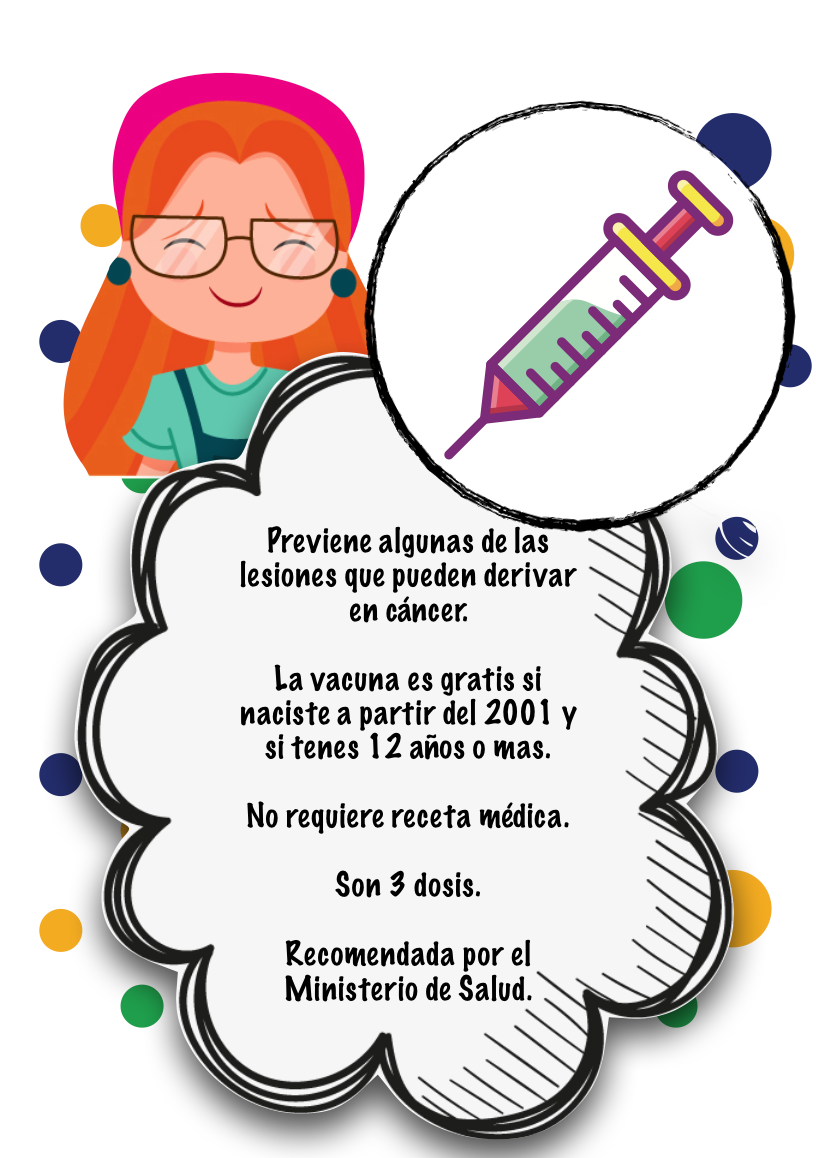 Previene algunas de las
lesiones que pueden derivar
en cáncer.
La vacuna es gratis si
naciste a partir del 2001 y
si tenes 12 años o mas.
No requiere receta médica.
Son 3 dosis.
Recomendada por el
Ministerio de Salud.